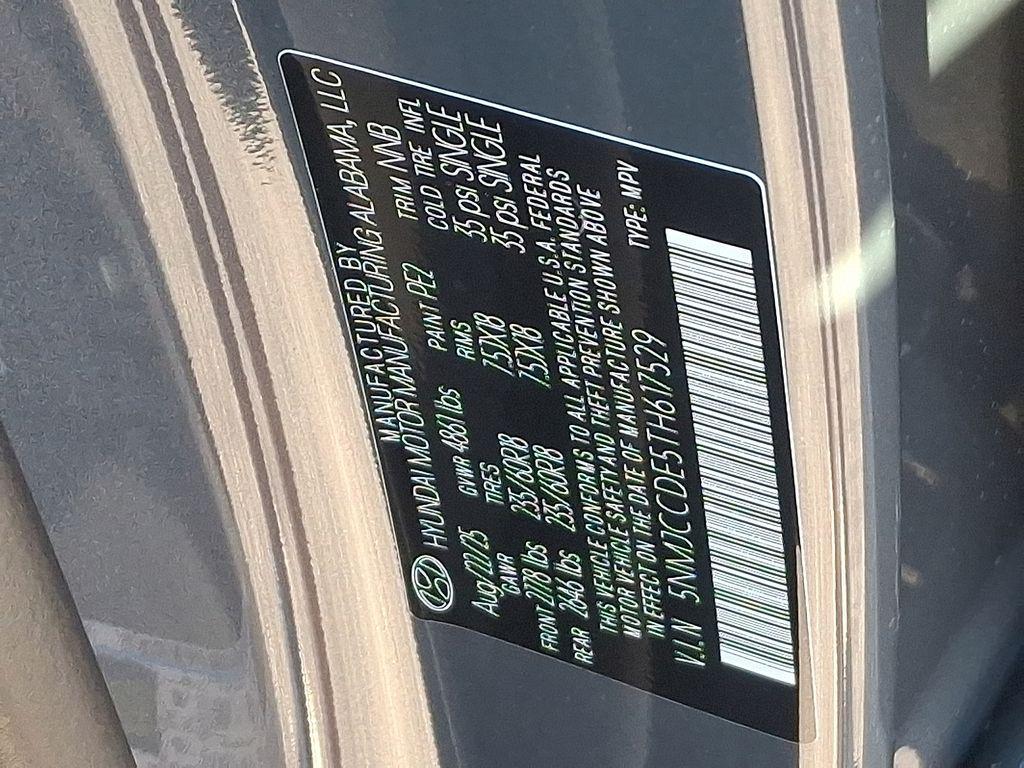 MANUFACTURED BY
HYUNDAI MOTOR MANUFACTURING ALABAMA, LLC
Aug/22/25 GVWR 4861 lbs PAINT PE2 TRIM NNB
GAWR TIRES RIMS COLD TIRE INFL
FRONT 2778 lbs 235/60R18 7.5JX18 35 psi SINGLE
REAR 2646 lbs 235/60R18 7.5JX18 35 psi SINGLE
THIS VEHICLE CONFORMS TO ALL APPLICABLE U.S.A. FEDERAL
MOTOR VEHICLE SAFETY AND THEFT PREVENTION STANDARDS
IN EFFECT ON THE DATE OF MANUFACTURE SHOWN ABOVE
V.I.N 5NMJCCDE5TH617529 TYPE: MPV